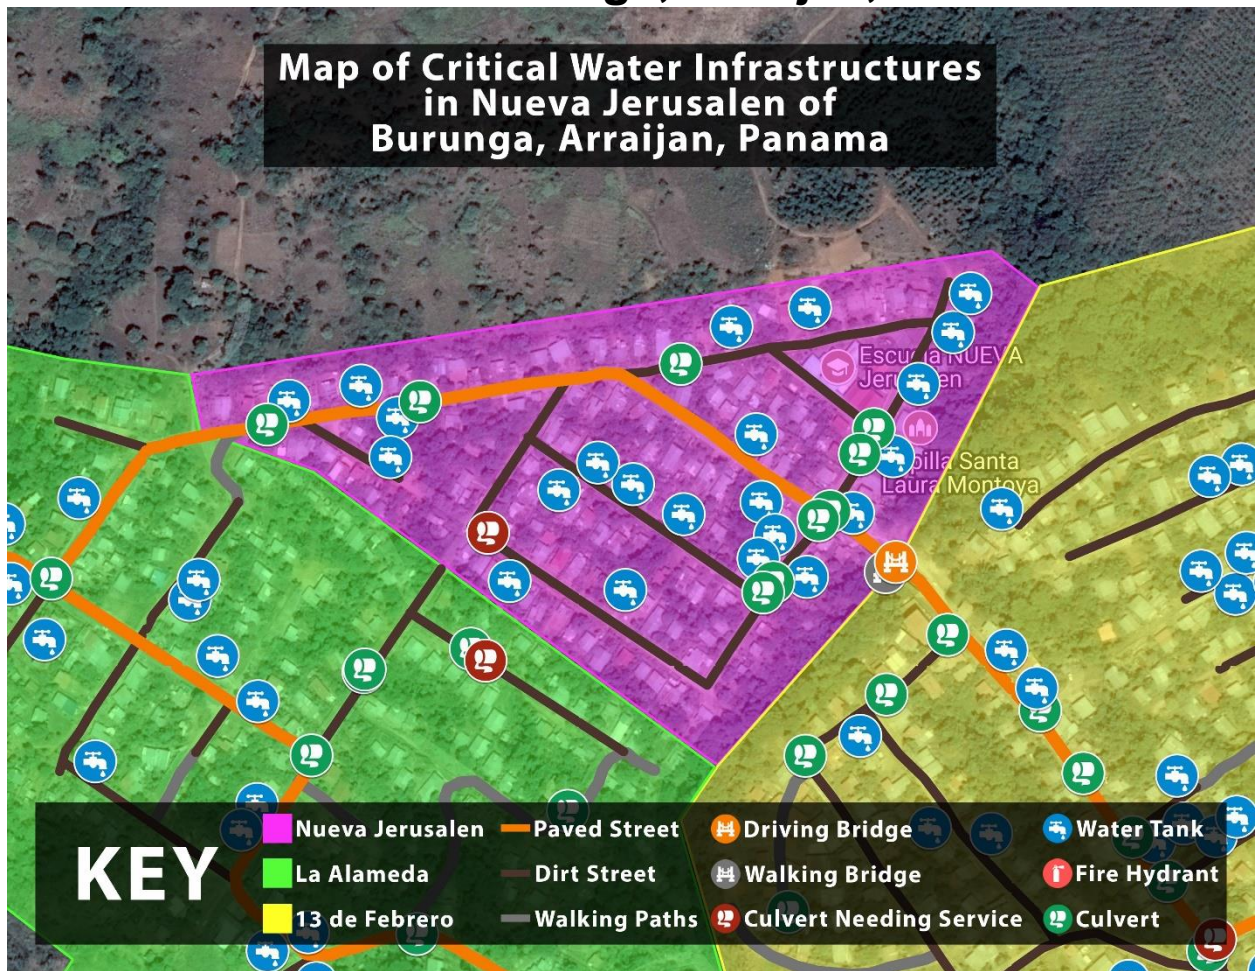 Map of Critical Water Infrastructures
in Nueva Jerusalen of
Burunga, Arraijan, Panama
Escuela NUEVA
Jerusalen
pilla Santa
Laura Montoya
KEY
Nueva Jerusalen
La Alameda
13 de Febrero
Paved Street
Dirt Street
Walking Paths
Driving Bridge
Walking Bridge
Culvert Needing Service
Water Tank
Fire Hydrant
Culvert